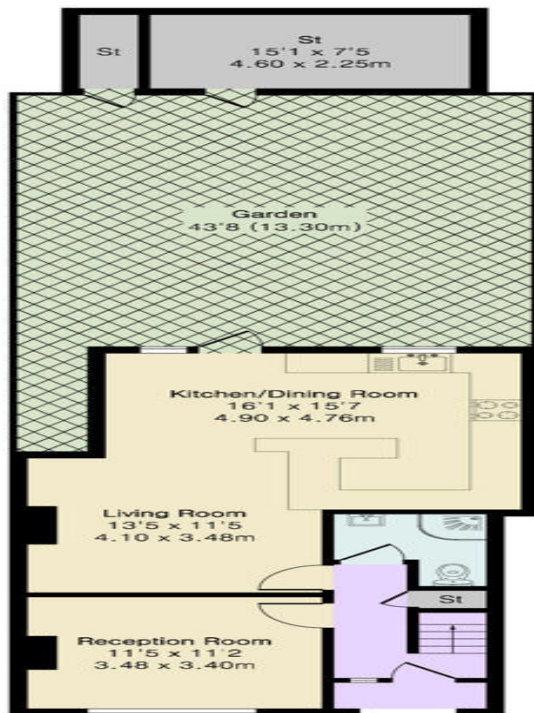 St
St
15'1 x 7'5
4.60 x 2.25m
Garden
43'8 (13.30m)
Kitchen/Dining Room
16'1 x 15'7
4.90 x 4.76m
Living Room
13'5 x 11'5
4.10 x 3.48m
St
Reception Room
11'5 x 11'2
3.48 x 3.40m